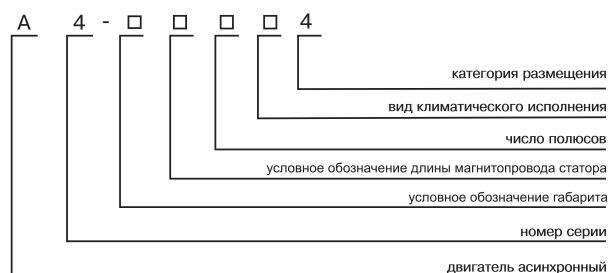 А 4 - □ □ □ □ 4
категория размещения
вид климатического исполнения
число полюсов
условное обозначение длины магнитопровода статора
условное обозначение габарита
номер серии
двигатель асинхронный